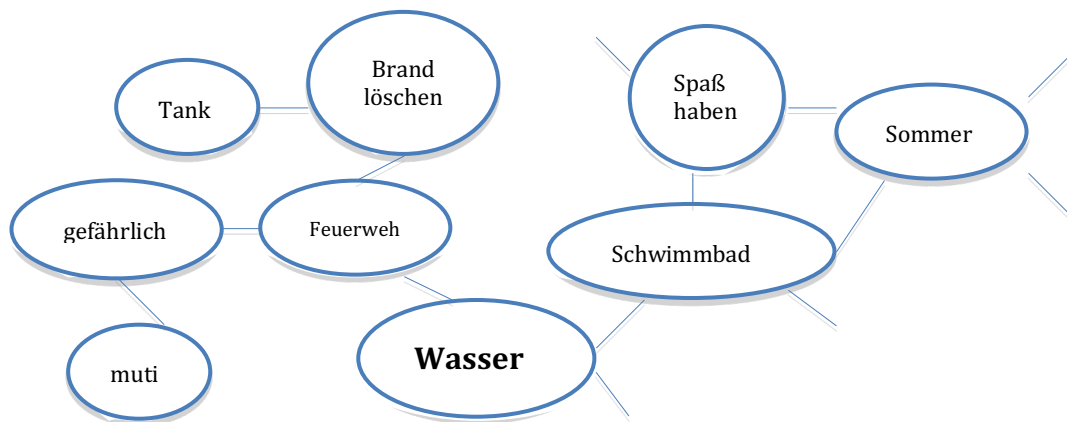 Brand
löschen
Tank
Spaß
haben
Sommer
gefährlich
Feuerweh
Schwimmbad
Wasser
muti